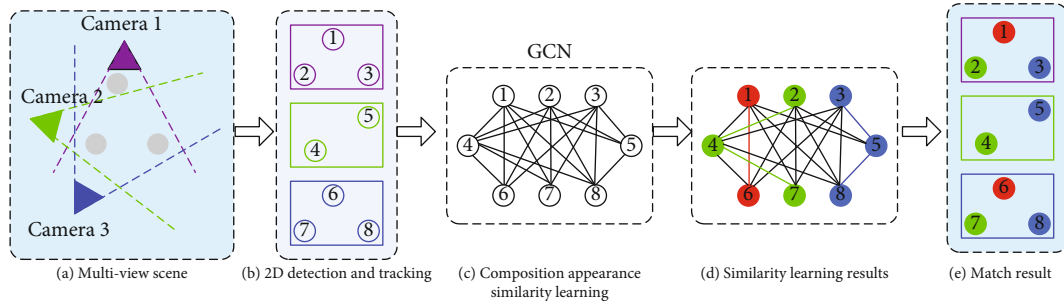 Camera 1
Camera 2
Camera 3
(a) Multi-view scene
1
2 3
5
4
6
7 8
(b) 2D detection and tracking
GCN
1 2 3
4 5
6 7 8
(c) Composition appearance
similarity learning
1 2 3
4 5
6 7 8
(d) Similarity learning results
1
2 3
5
4
6
7 8
(e) Match result